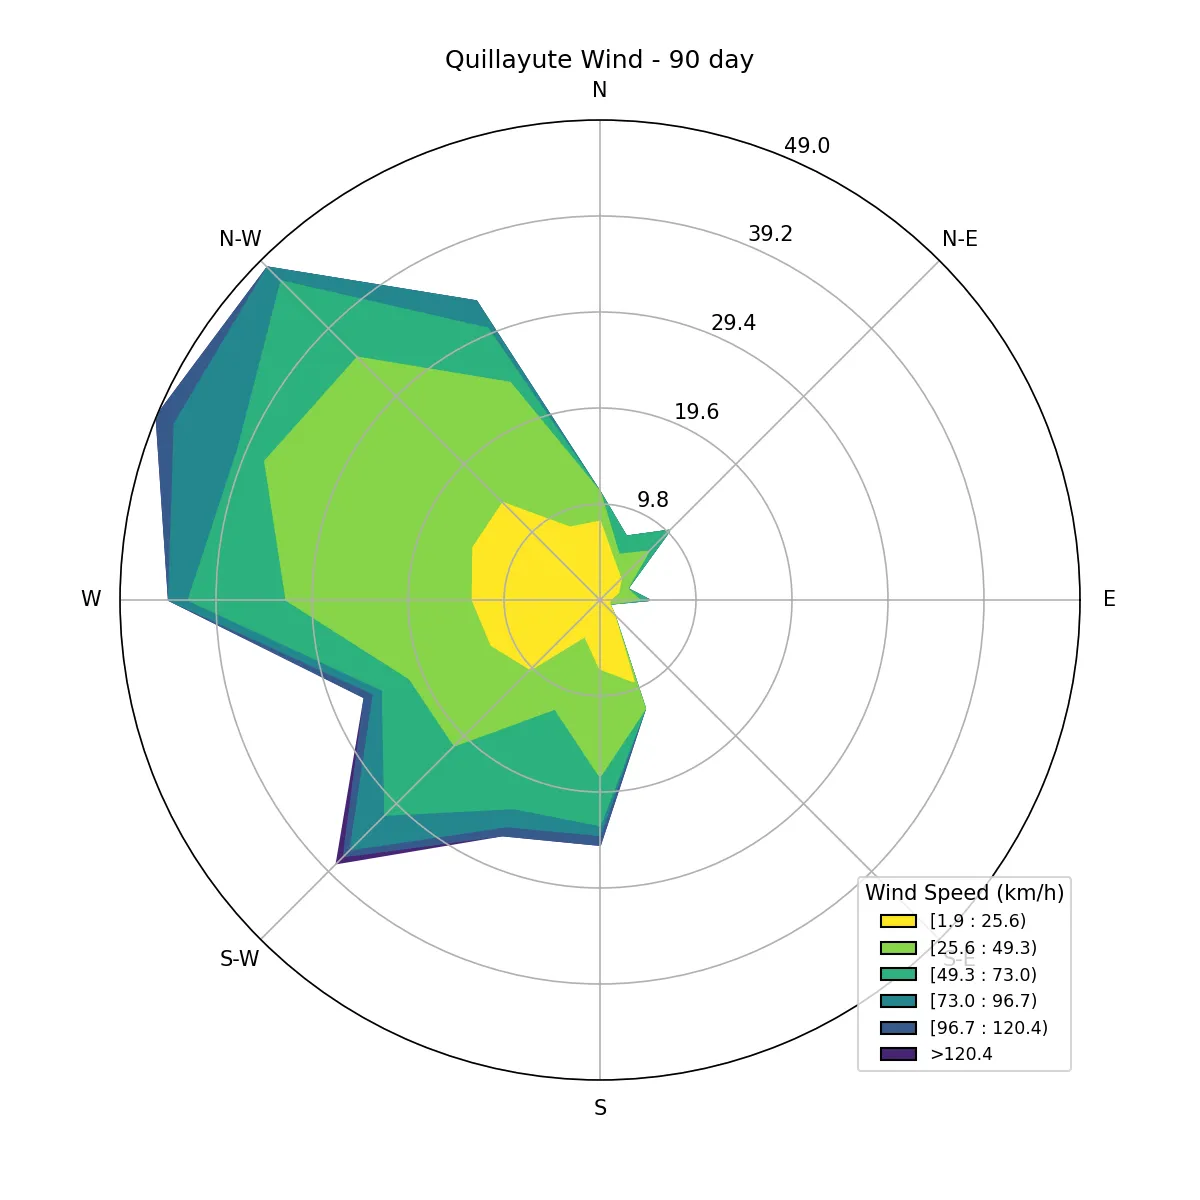 Quillayute Wind - 90 day
N
49.0
39.2
N-W
N-E
29.4
19.6
9.8
W
E
S-W
S-E
Wind Speed (km/h)
[1.9 : 25.6)
[25.6 : 49.3)
[49.3 : 73.0)
[73.0 : 96.7)
[96.7 : 120.4)
>120.4
S